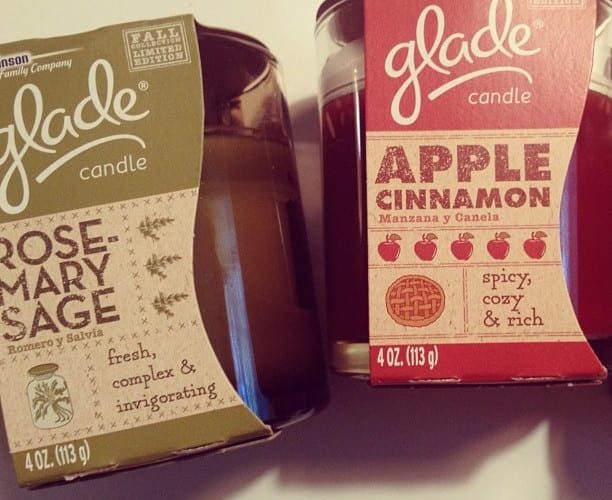 FALL
COLLECTION
LIMITED
EDITION
Family Company
glade®
candle
ROSE-
MARY
SAGE
Romero y Salvia
fresh,
complex &
invigorating
4 OZ. (113 g)
EDITION
glade®
candle
APPLE
CINNAMON
Manzana y Canela
spicy,
cozy
& rich
4 OZ. (113 g)